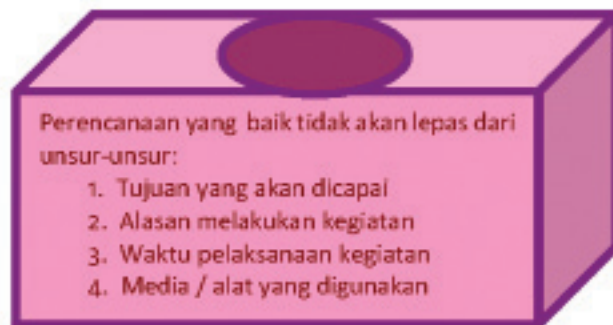 Perencanaan yang baik tidak akan lepas dari
unsur-unsur:
1. Tujuan yang akan dicapai
2. Alasan melakukan kegiatan
3. Waktu pelaksanaan kegiatan
4. Media / alat yang digunakan